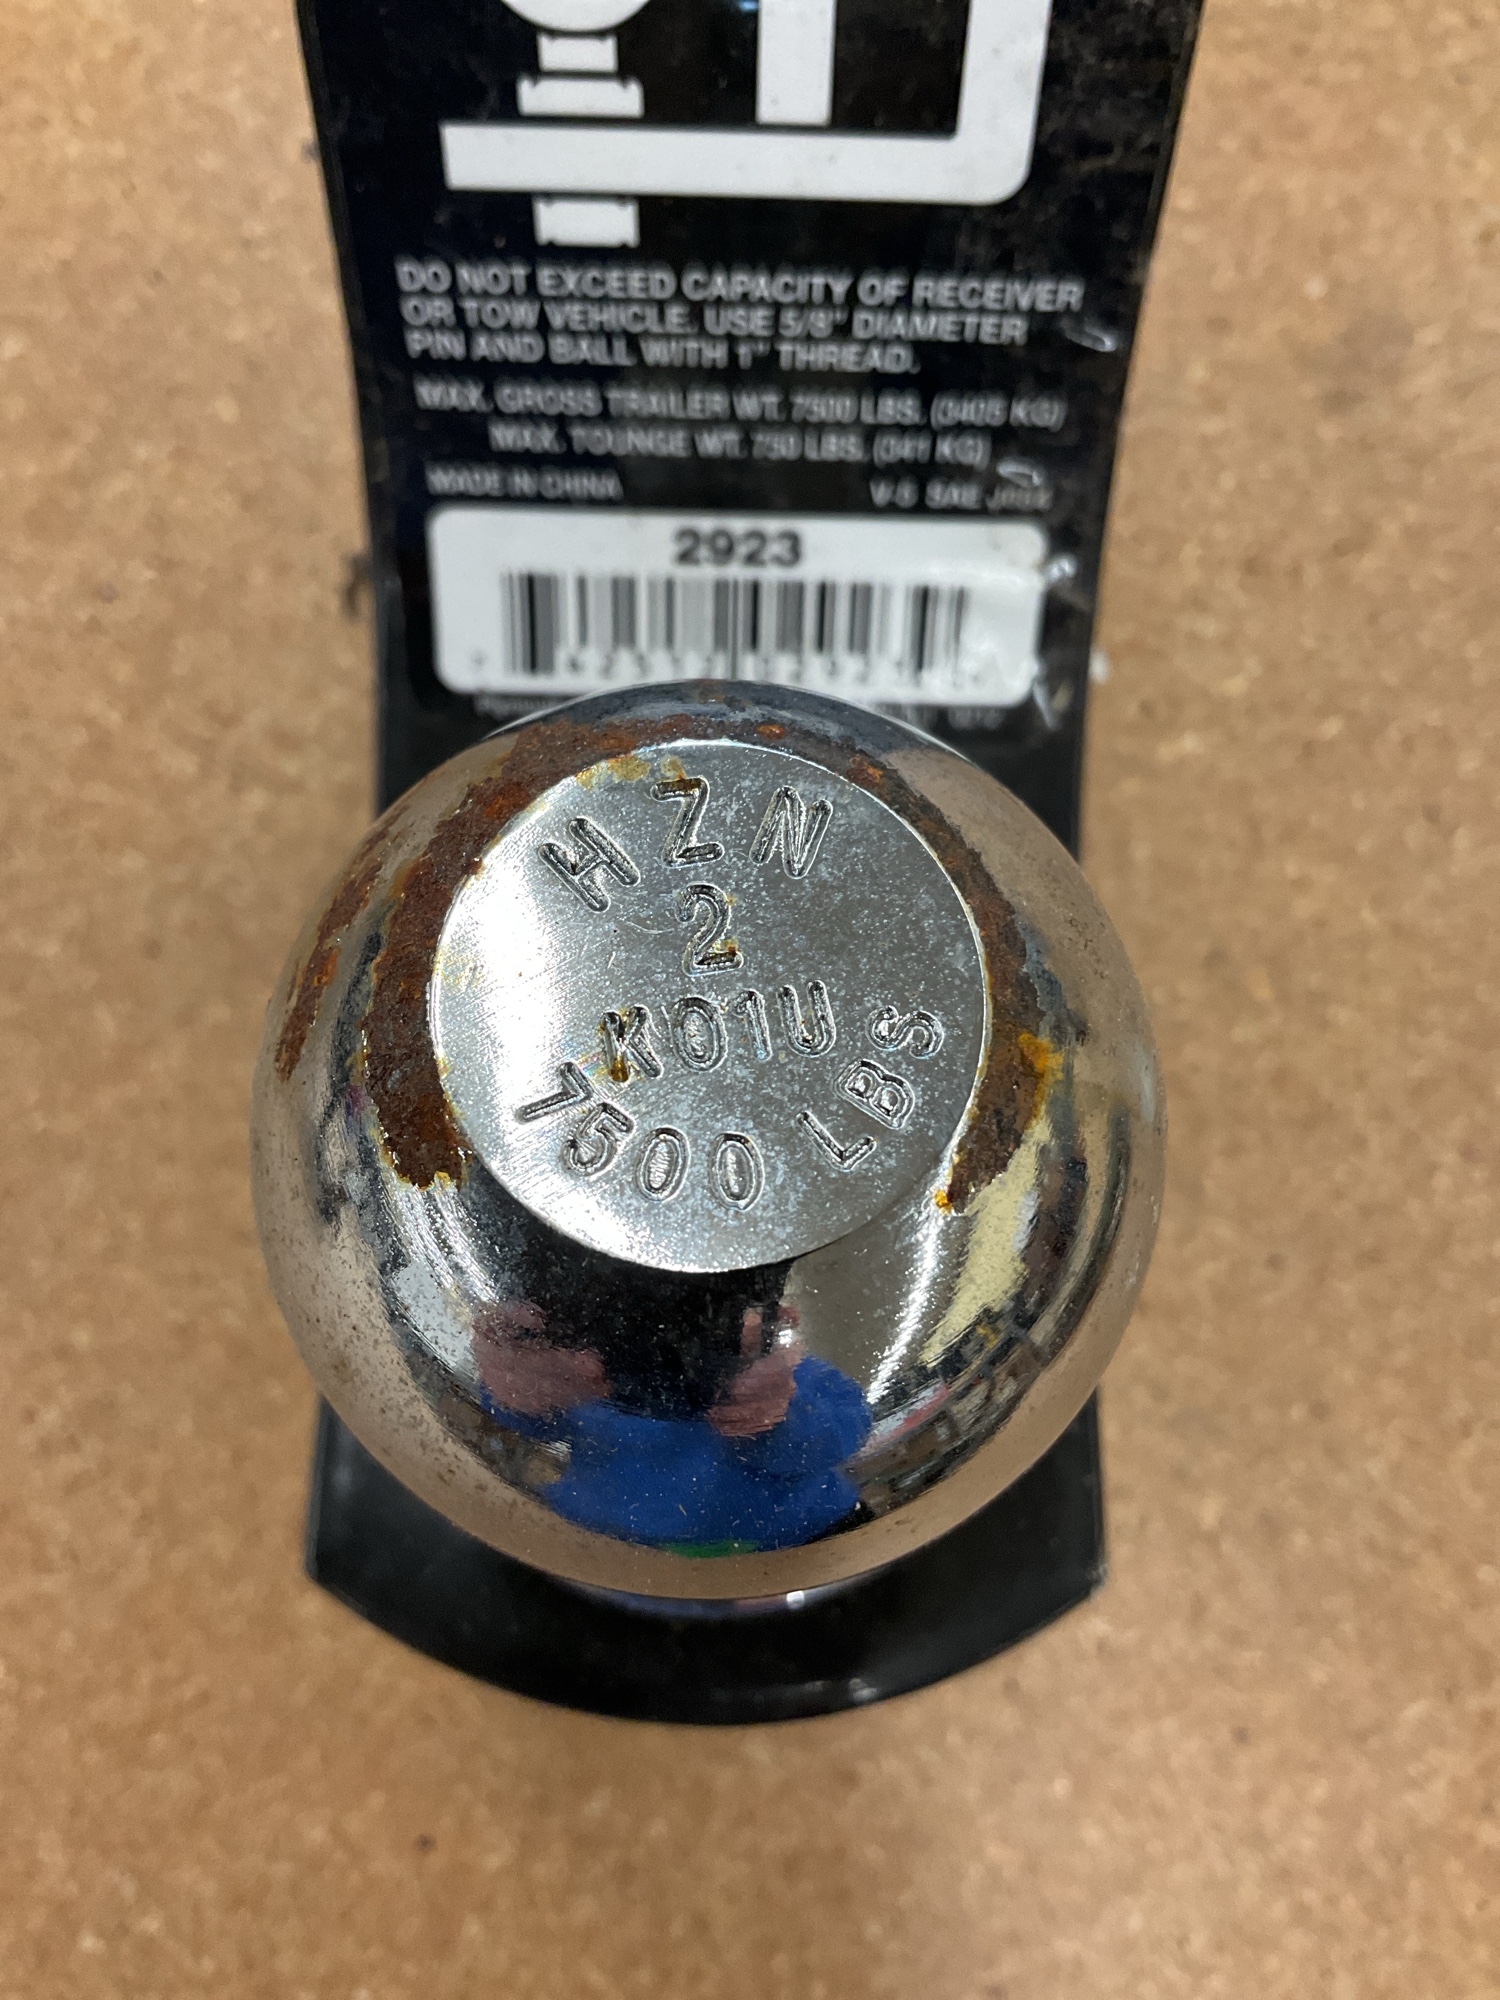 DO NOT EXCEED CAPACITY OF RECEIVER
OR TOW VEHICLE. USE 5/8" DIAMETER
PIN AND BALL WITH 1" THREAD.
MAX. GROSS TRAILER WT. 7500 LBS. (3405 KG)
MAX. TOUNGE WT. 750 LBS. (341 KG)
MADE IN CHINA
V-5 SAE
2923
HZN
2
K01U
7500 LBS